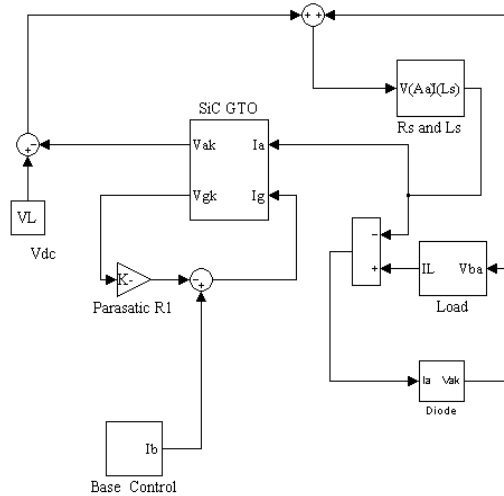 + +
V(Aa)I(Ls)
Rs and Ls
SiC GTO
Vak Ia
Vgk Ig
+ -
VL
Vdc
K-
Parasatic R1
- +
-
+
IL Vba
Load
Ia Vak
Diode
Ib
Base Control